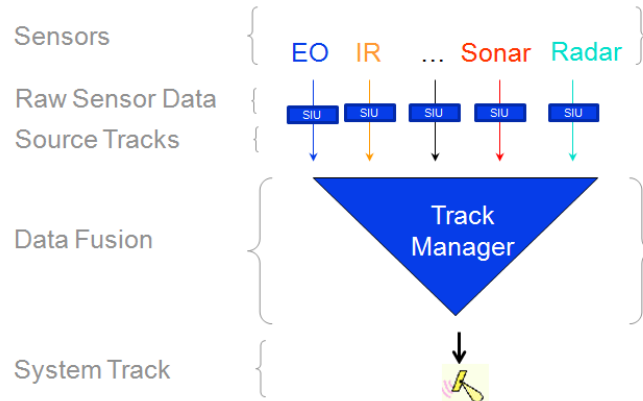 Sensors
EO IR ... Sonar Radar
Raw Sensor Data
SIU SIU SIU SIU SIU
Source Tracks
Data Fusion
Track
Manager
System Track